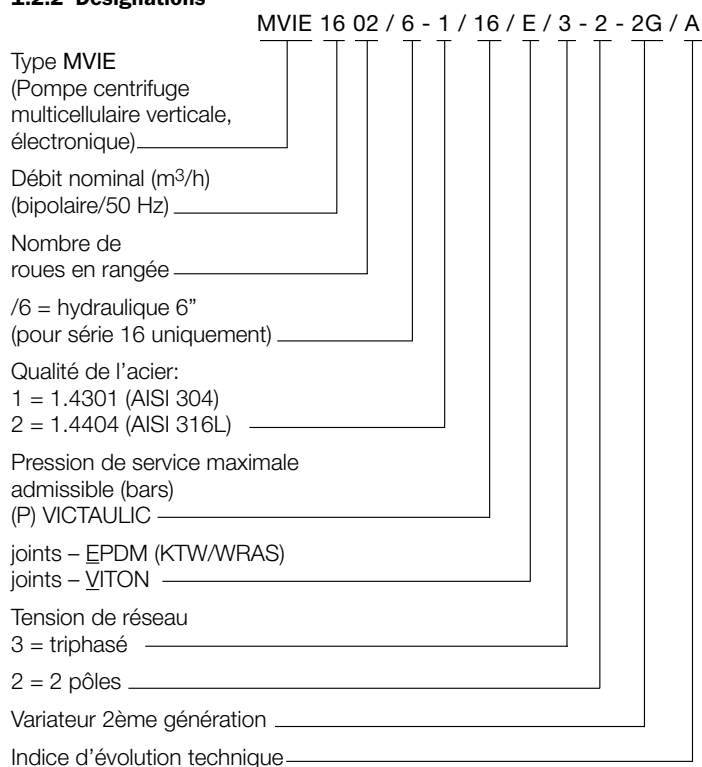 1.2.2 Désignations
MVIE 16 02 / 6 - 1 / 16 / E / 3 - 2 - 2G / A
Type MVIE
(Pompe centrifuge
multicellulaire verticale,
électronique)
Débit nominal (m³/h)
(bipolaire/50 Hz)
Nombre de
roues en rangée
/6 = hydraulique 6”
(pour série 16 uniquement)
Qualité de l’acier:
1 = 1.4301 (AISI 304)
2 = 1.4404 (AISI 316L)
Pression de service maximale
admissible (bars)
(P) VICTAULIC
joints – EPDM (KTW/WRAS)
joints – VITON
Tension de réseau
3 = triphasé
2 = 2 pôles
Variateur 2ème génération
Indice d’évolution technique